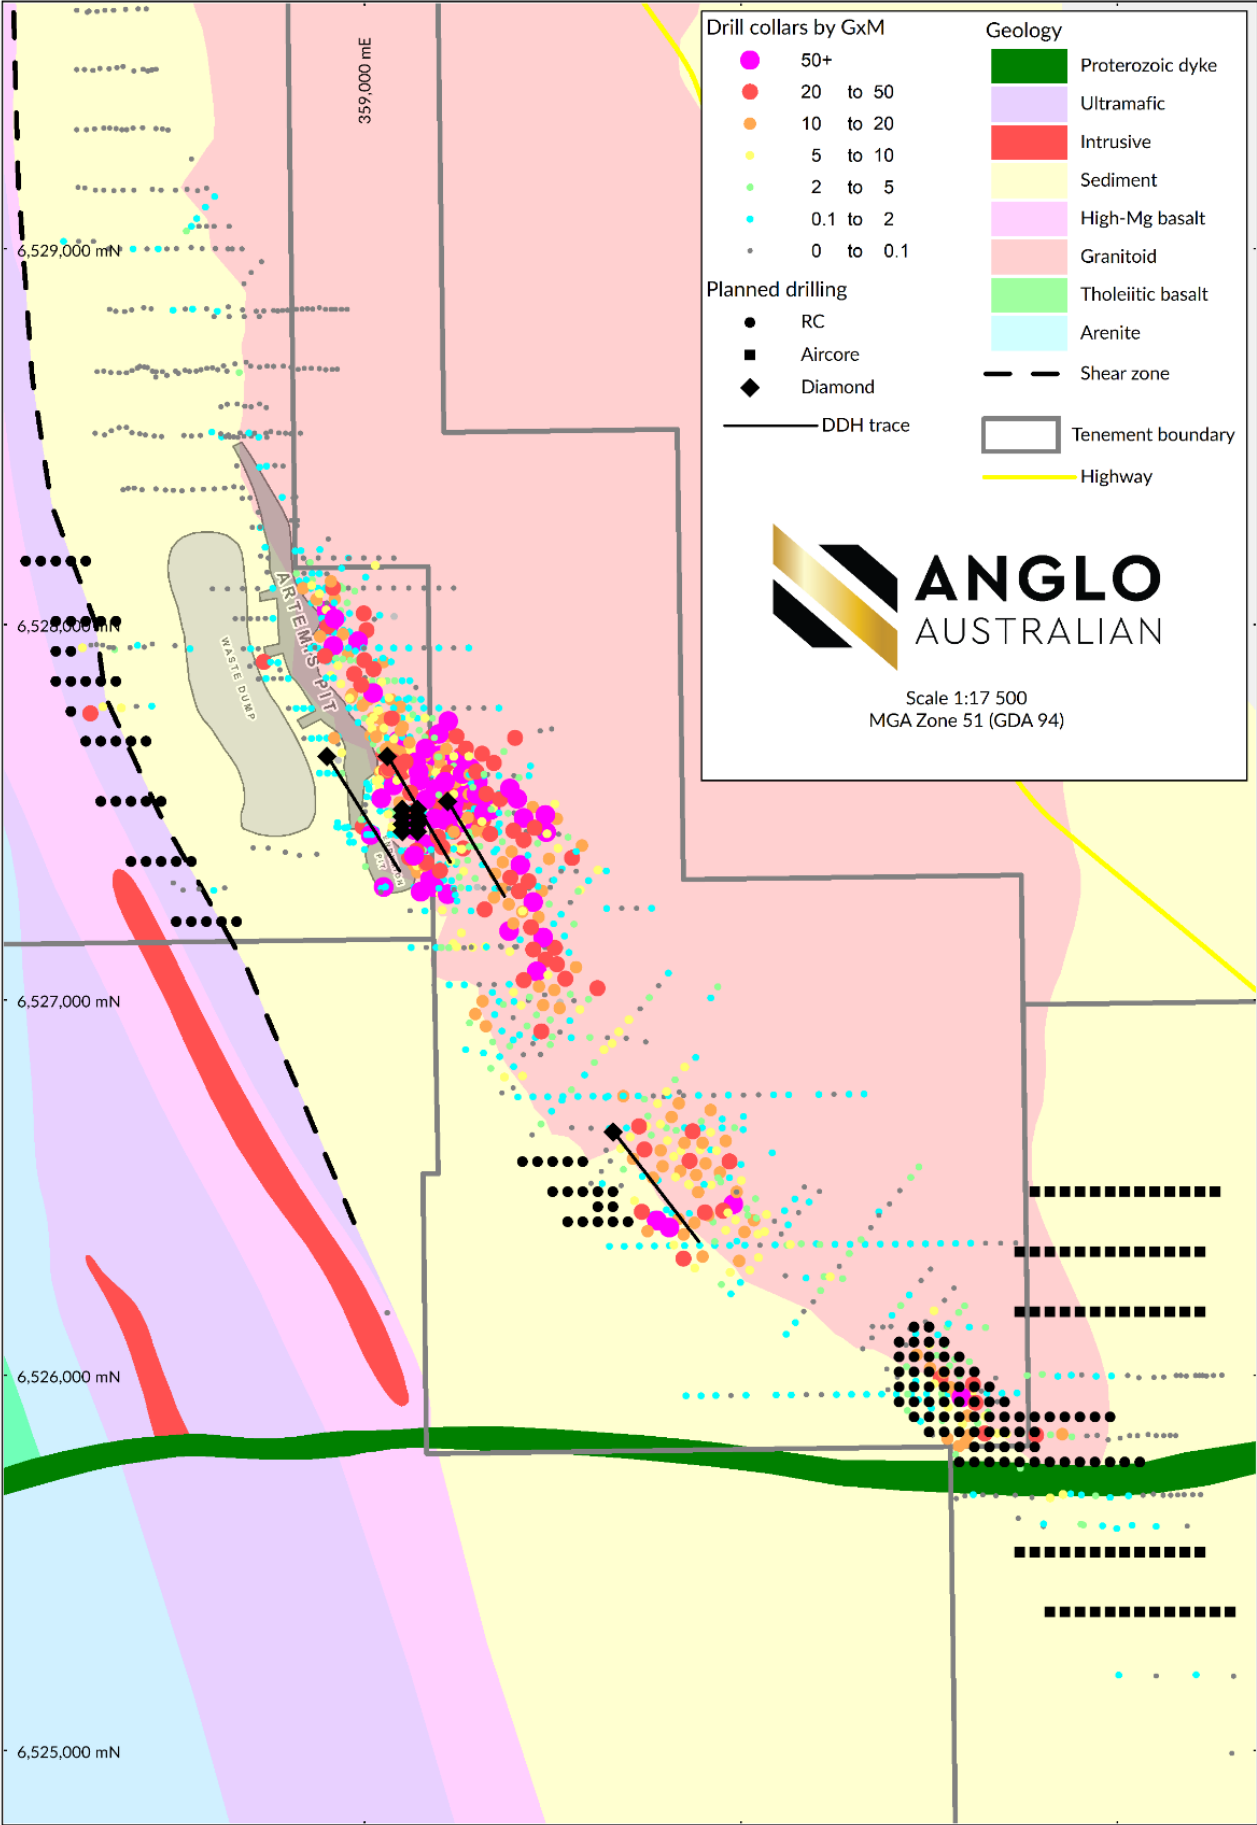 359,000 mE
Drill collars by GxM
50+
20 to 50
10 to 20
5 to 10
2 to 5
0.1 to 2
0 to 0.1
Planned drilling
RC
Aircore
Diamond
DDH trace
Geology
Proterozoic dyke
Ultramafic
Intrusive
Sediment
High-Mg basalt
Granitoid
Tholeiitic basalt
Arenite
Shear zone
Tenement boundary
Highway
ANGLO
AUSTRALIAN
Scale 1:17 500
MGA Zone 51 (GDA 94)
6,529,000 mN
6,528,000 mN
ARTEMIS PIT
WASTE DUMP
PIT
6,527,000 mN
6,526,000 mN
6,525,000 mN